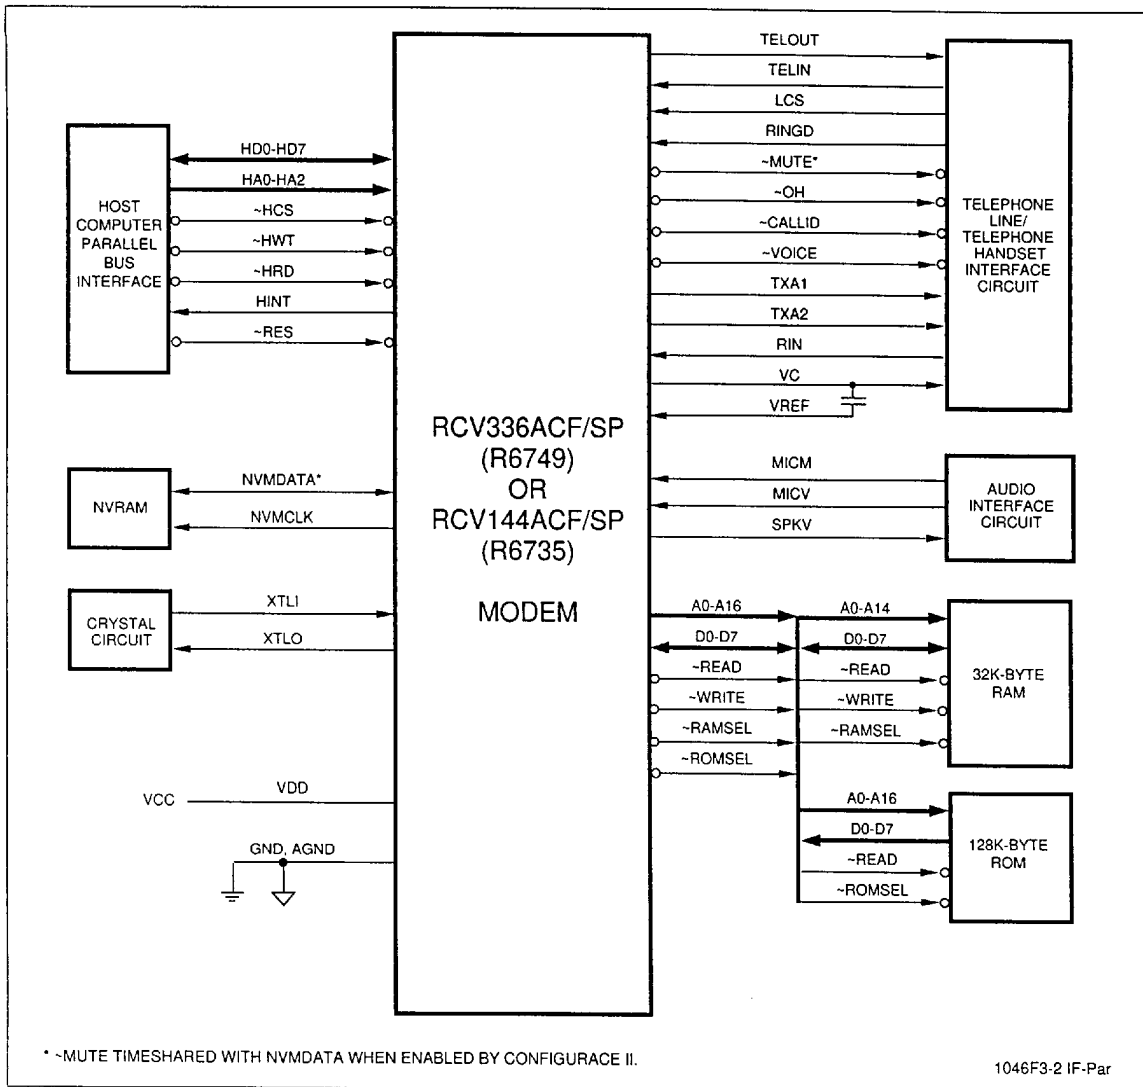 HOST
COMPUTER
PARALLEL
BUS
INTERFACE
HD0-HD7
HA0-HA2
~HCS
~HWT
~HRD
HINT
~RES
NVRAM
NVMDATA*
NVMCLK
CRYSTAL
CIRCUIT
XTLI
XTLO
VCC
VDD
GND, AGND
RCV336ACF/SP
(R6749)
OR
RCV144ACF/SP
(R6735)
MODEM
TELOUT
TELIN
LCS
RINGD
~MUTE*
~OH
~CALLID
~VOICE
TXA1
TXA2
RIN
VC
VREF
TELEPHONE
LINE/
TELEPHONE
HANDSET
INTERFACE
CIRCUIT
MICM
MICV
SPKV
AUDIO
INTERFACE
CIRCUIT
A0-A16
D0-D7
~READ
~WRITE
~RAMSEL
~ROMSEL
A0-A14
D0-D7
~READ
~WRITE
~RAMSEL
32K-BYTE
RAM
A0-A16
D0-D7
~READ
~ROMSEL
128K-BYTE
ROM
* ~MUTE TIMESHARED WITH NVMDATA WHEN ENABLED BY CONFIGURACE II.
1046F3-2 IF-Par